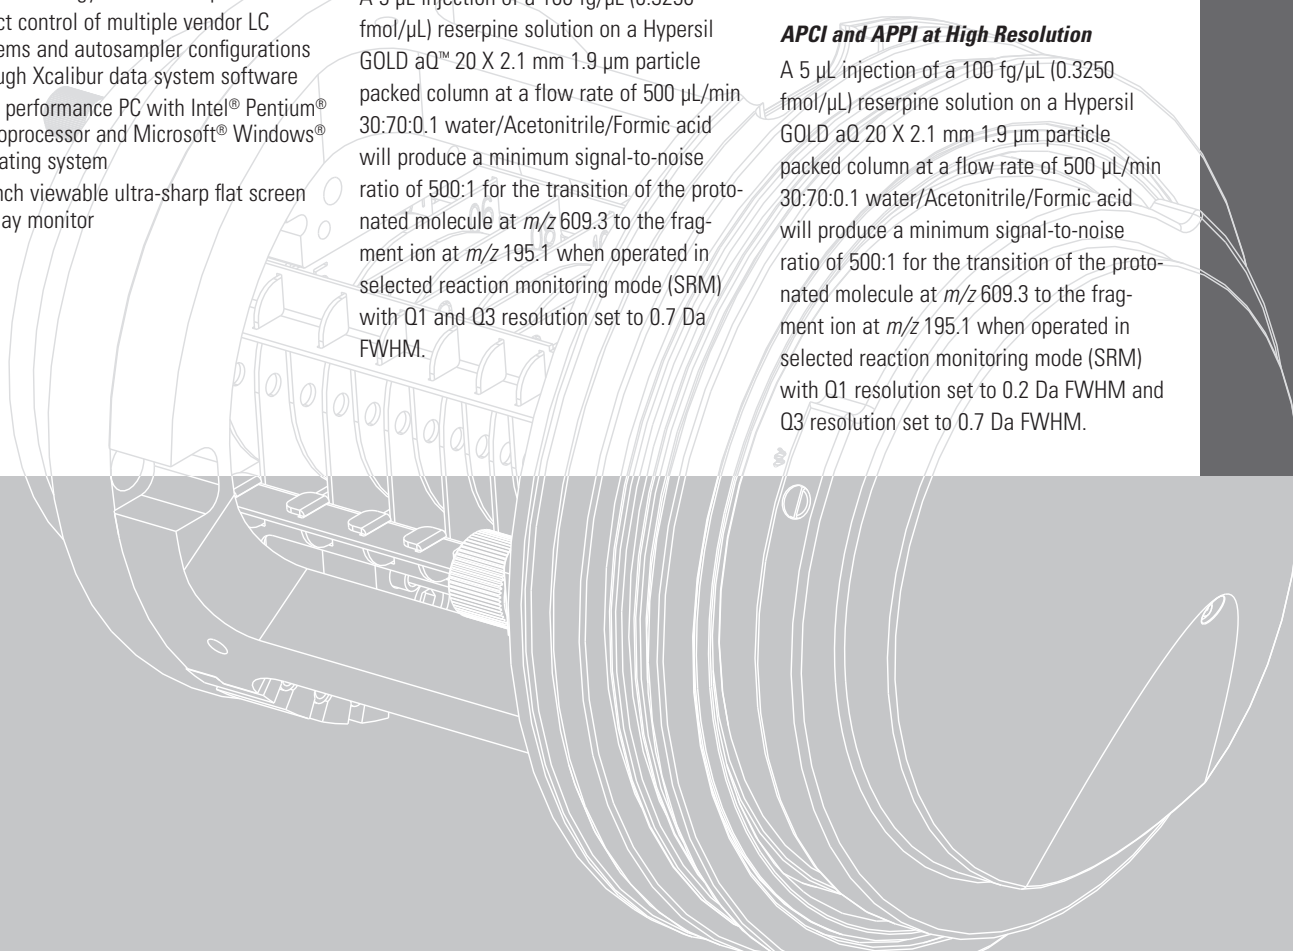 ct control of multiple vendor LC
ems and autosampler configurations
ugh Xcalibur data system software
performance PC with Intel® Pentium®
oprocessor and Microsoft® Windows®
ating system
nch viewable ultra-sharp flat screen
lay monitor
fmol/µL) reserpine solution on a Hypersil
GOLD aQ™ 20 X 2.1 mm 1.9 µm particle
packed column at a flow rate of 500 µL/min
30:70:0.1 water/Acetonitrile/Formic acid
will produce a minimum signal-to-noise
ratio of 500:1 for the transition of the proto-
nated molecule at m/z 609.3 to the frag-
ment ion at m/z 195.1 when operated in
selected reaction monitoring mode (SRM)
with Q1 and Q3 resolution set to 0.7 Da
FWHM.
APCI and APPI at High Resolution
A 5 µL injection of a 100 fg/µL (0.3250
fmol/µL) reserpine solution on a Hypersil
GOLD aQ 20 X 2.1 mm 1.9 µm particle
packed column at a flow rate of 500 µL/min
30:70:0.1 water/Acetonitrile/Formic acid
will produce a minimum signal-to-noise
ratio of 500:1 for the transition of the proto-
nated molecule at m/z 609.3 to the frag-
ment ion at m/z 195.1 when operated in
selected reaction monitoring mode (SRM)
with Q1 resolution set to 0.2 Da FWHM and
Q3 resolution set to 0.7 Da FWHM.